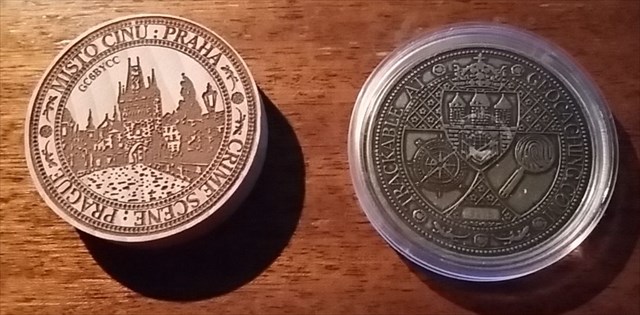 MÍSTO ČINU : PRAHA
GC6BYCC
CRIME SCENE : PRAGUE
TRACKABLE AT
GEOCACHING.COM